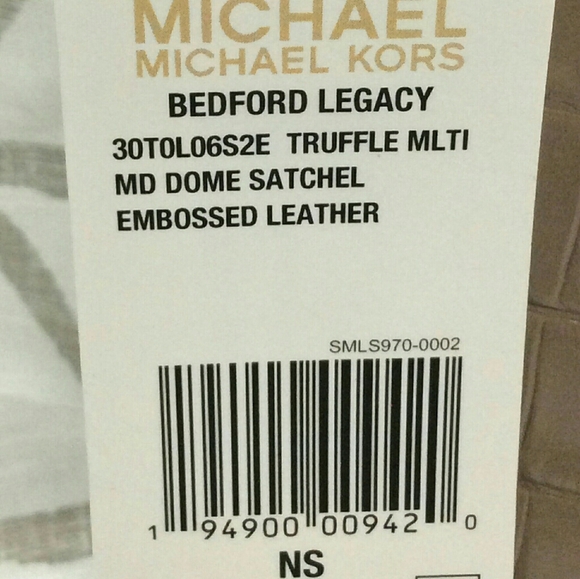 MICHAEL
MICHAEL KORS
BEDFORD LEGACY
30T0L06S2E TRUFFLE MLTI
MD DOME SATCHEL
EMBOSSED LEATHER
SMLS970-0002
1 94900 00942 0
NS